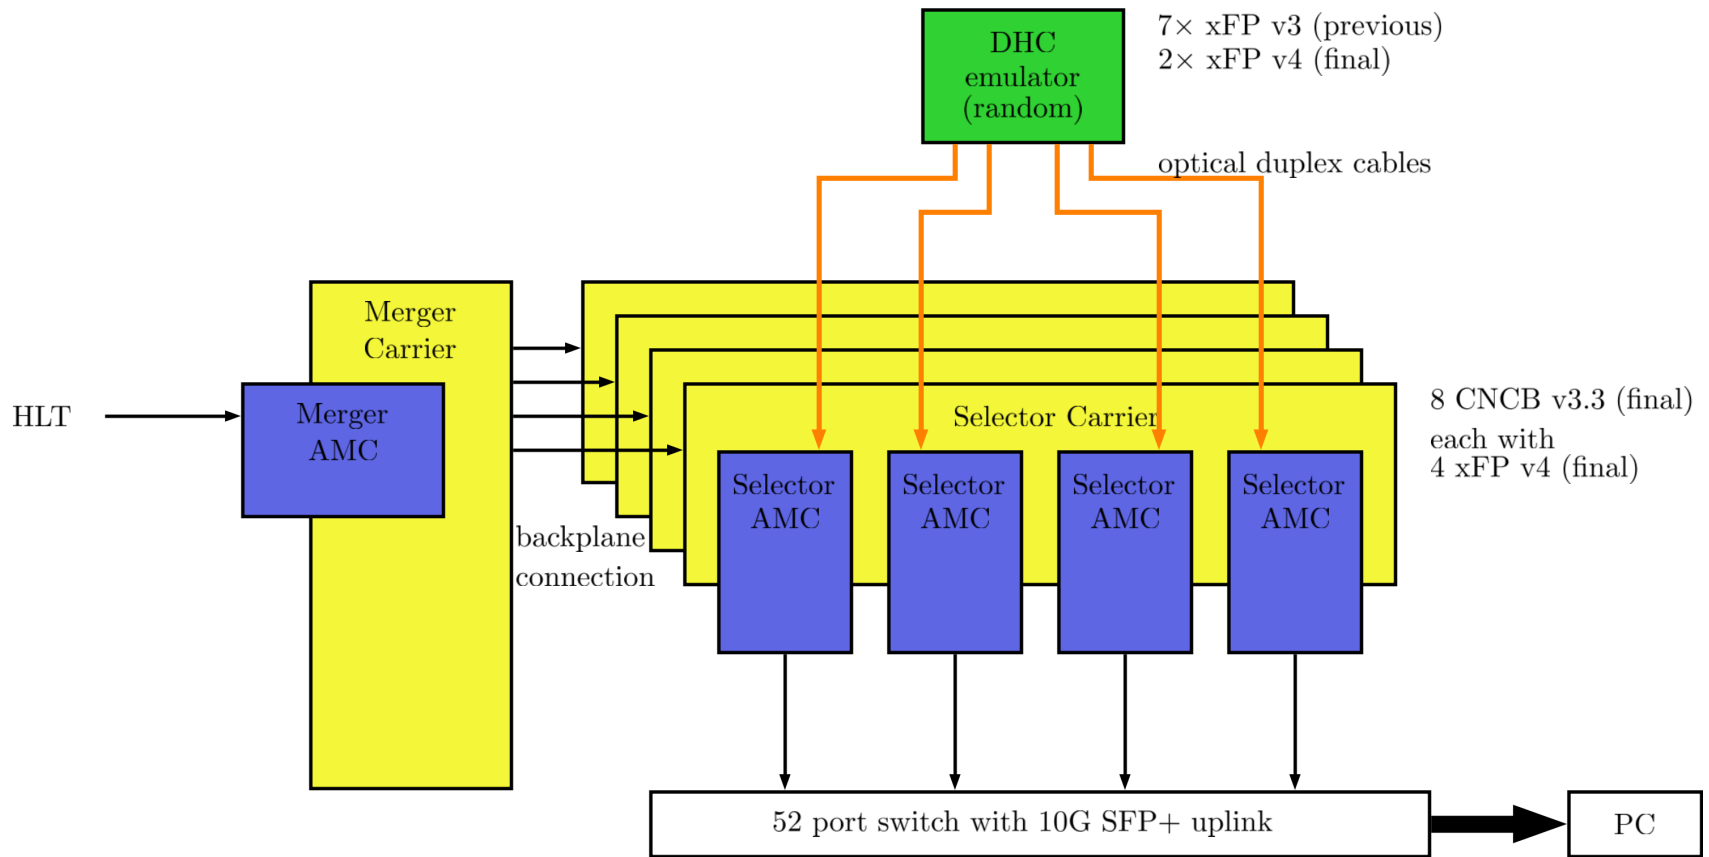 DHC
emulator
(random)
7× xFP v3 (previous)
2× xFP v4 (final)
optical duplex cables
Merger
Carrier
HLT
Merger
AMC
Selector Carrier
8 CNCB v3.3 (final)
each with
4 xFP v4 (final)
Selector
AMC
Selector
AMC
Selector
AMC
Selector
AMC
backplane
connection
52 port switch with 10G SFP+ uplink
PC